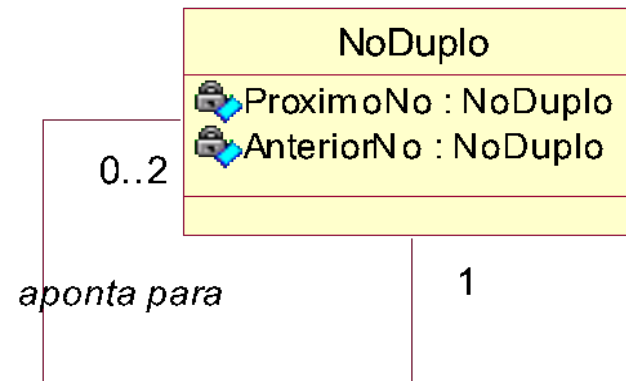 NoDuplo
ProximoNo : NoDuplo
AnteriorNo : NoDuplo
0..2
aponta para
1